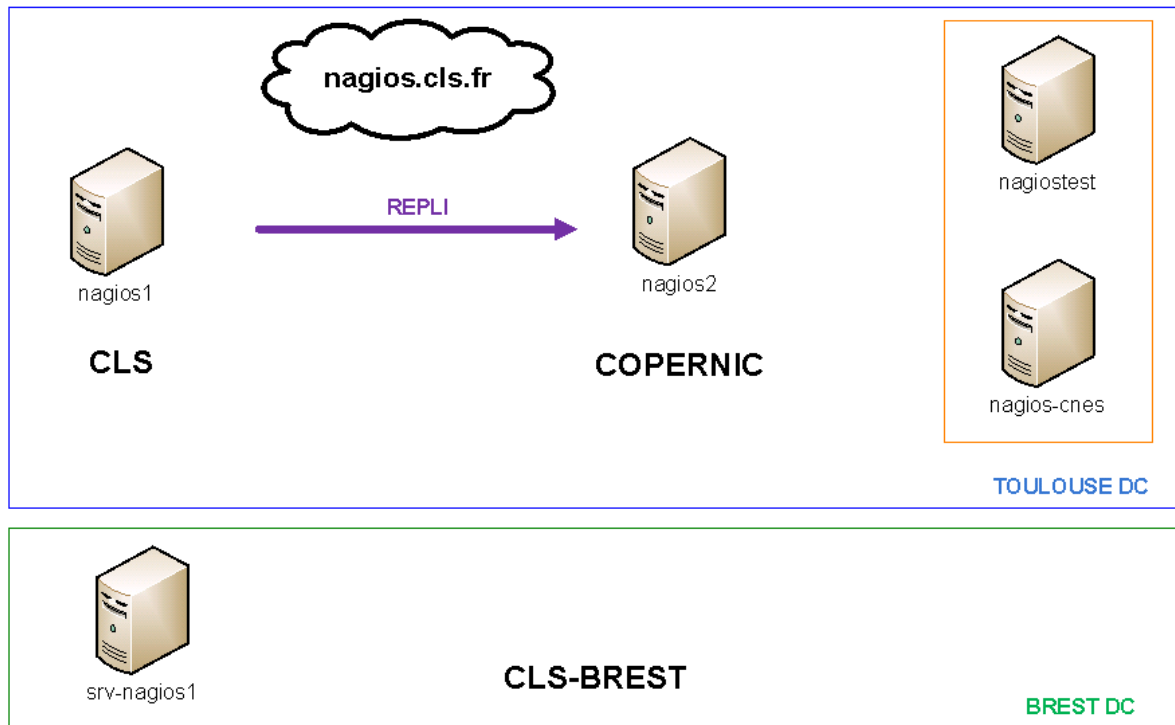 nagios.cls.fr
nagiostest
REPLI
nagios1
nagios2
CLS
COPERNIC
nagios-cnes
TOULOUSE DC
srv-nagios1
CLS-BREST
BREST DC